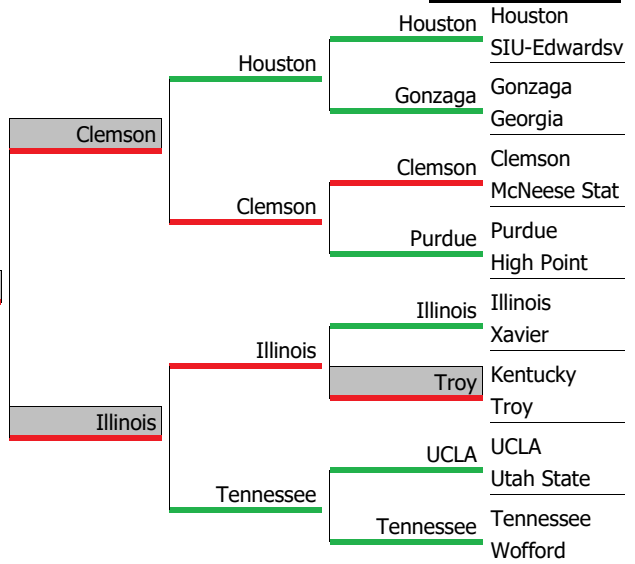 Houston
SIU-Edwardsv
Houston
Gonzaga
Georgia
Gonzaga
Houston
Clemson
McNeese Stat
Clemson
Purdue
High Point
Purdue
Clemson
Clemson
Illinois
Xavier
Illinois
Kentucky
Troy
Troy
Illinois
UCLA
Utah State
UCLA
Tennessee
Wofford
Tennessee
Tennessee
Illinois